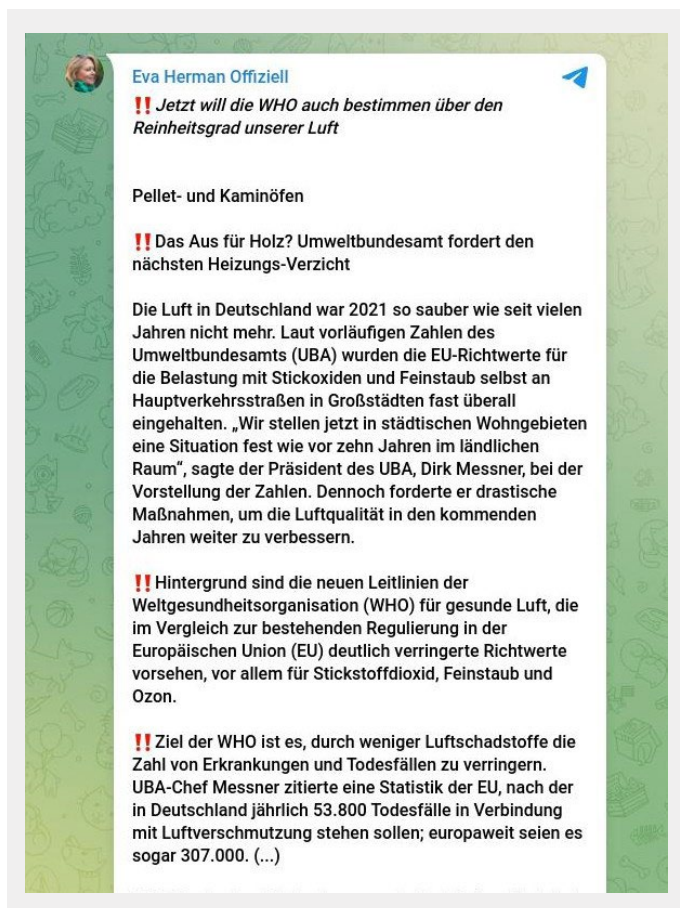 Eva Herman Offiziell
‼️Jetzt will die WHO auch bestimmen über den
Reinheitsgrad unserer Luft
Pellet- und Kaminöfen
‼️Das Aus für Holz? Umweltbundesamt fordert den
nächsten Heizungs-Verzicht
Die Luft in Deutschland war 2021 so sauber wie seit vielen
Jahren nicht mehr. Laut vorläufigen Zahlen des
Umweltbundesamts (UBA) wurden die EU-Richtwerte für
die Belastung mit Stickoxiden und Feinstaub selbst an
Hauptverkehrsstraßen in Großstädten fast überall
eingehalten. „Wir stellen jetzt in städtischen Wohngebieten
eine Situation fest wie vor zehn Jahren im ländlichen
Raum“, sagte der Präsident des UBA, Dirk Messner, bei der
Vorstellung der Zahlen. Dennoch forderte er drastische
Maßnahmen, um die Luftqualität in den kommenden
Jahren weiter zu verbessern.
‼️Hintergrund sind die neuen Leitlinien der
Weltgesundheitsorganisation (WHO) für gesunde Luft, die
im Vergleich zur bestehenden Regulierung in der
Europäischen Union (EU) deutlich verringerte Richtwerte
vorsehen, vor allem für Stickstoffdioxid, Feinstaub und
Ozon.
‼️Ziel der WHO ist es, durch weniger Luftschadstoffe die
Zahl von Erkrankungen und Todesfällen zu verringern.
UBA-Chef Messner zitierte eine Statistik der EU, nach der
in Deutschland jährlich 53.800 Todesfälle in Verbindung
mit Luftverschmutzung stehen sollen; europaweit seien es
sogar 307.000. (...)